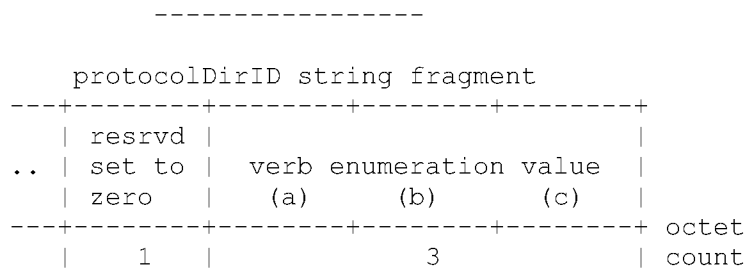 ------------------
protocolDirID string fragment
---+--------+--------+--------+--------+
| resrvd | |
.. | set to | verb enumeration value |
| zero | (a) (b) (c) |
---+--------+--------+--------+--------+ octet
| 1 | 3 | count